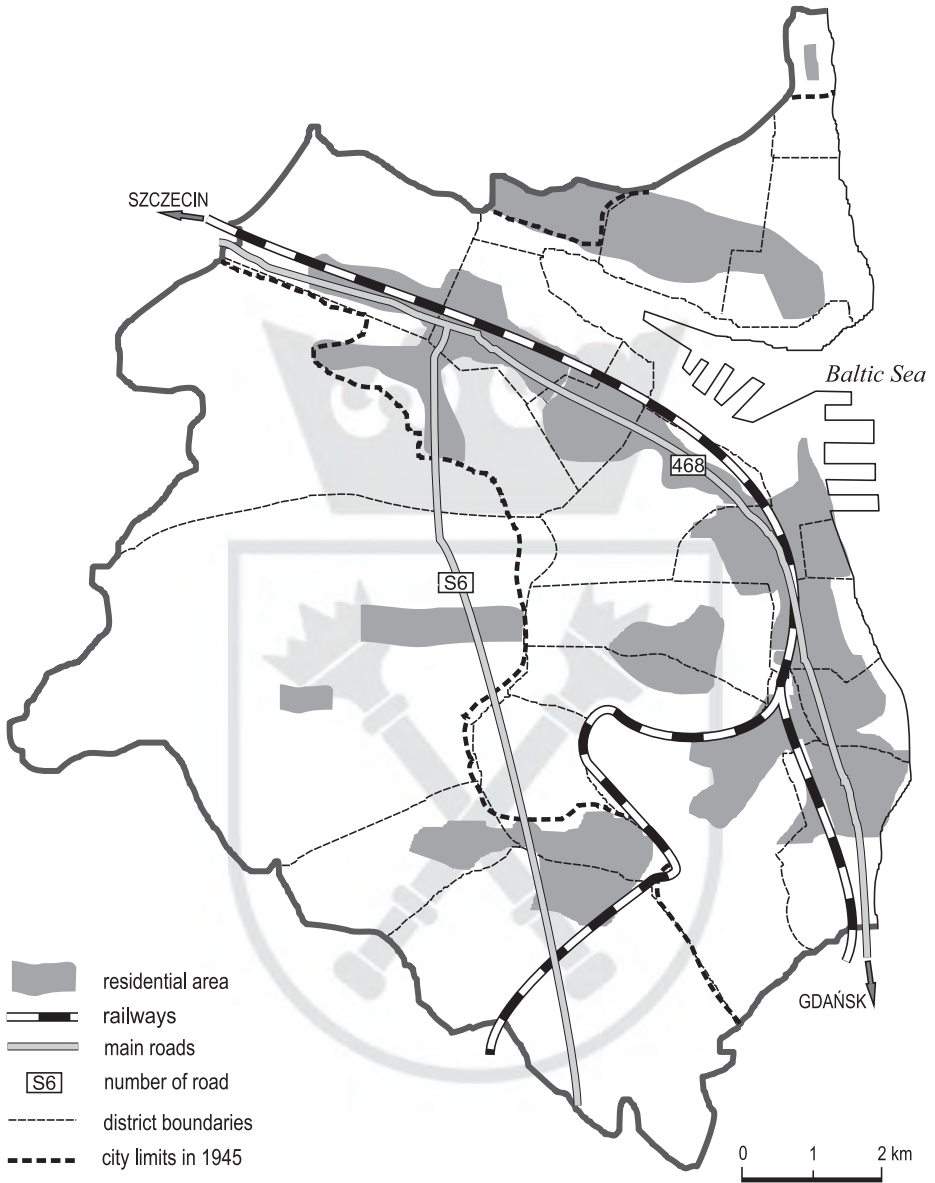 SZCZECIN
Baltic Sea
468
S6
residential area
railways
main roads
S6 number of road
district boundaries
city limits in 1945
GDAŃSK
0 1 2 km